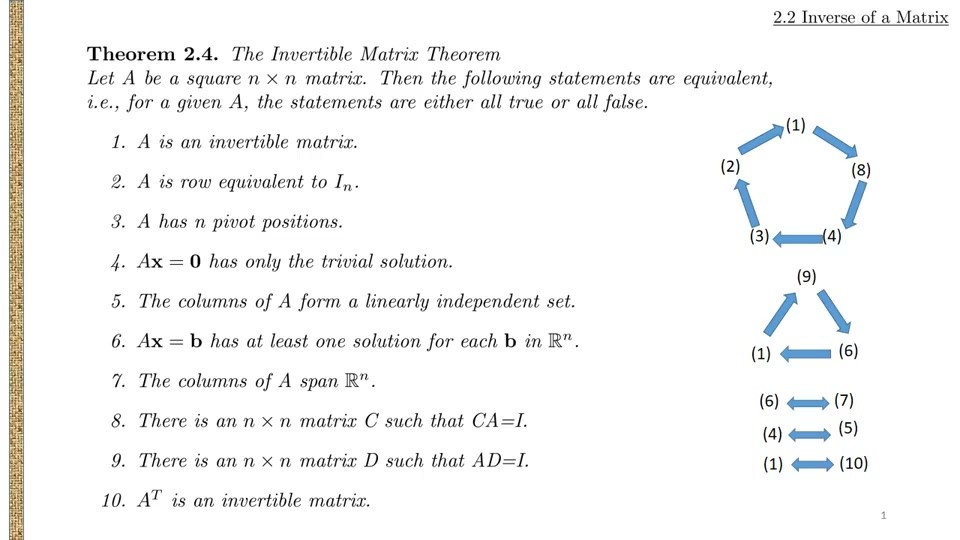 2.2 Inverse of a Matrix
Theorem 2.4. The Invertible Matrix Theorem
Let A be a square n × n matrix. Then the following statements are equivalent,
i.e., for a given A, the statements are either all true or all false.
1. A is an invertible matrix.
2. A is row equivalent to Iₙ.
3. A has n pivot positions.
4. Ax = 0 has only the trivial solution.
5. The columns of A form a linearly independent set.
6. Ax = b has at least one solution for each b in ℝⁿ.
7. The columns of A span ℝⁿ.
8. There is an n × n matrix C such that CA=I.
9. There is an n × n matrix D such that AD=I.
10. Aᵀ is an invertible matrix.
(1)
(2) (8)
(3) (4)
(9)
(1) (6)
(6) (7)
(4) (5)
(1) (10)
1